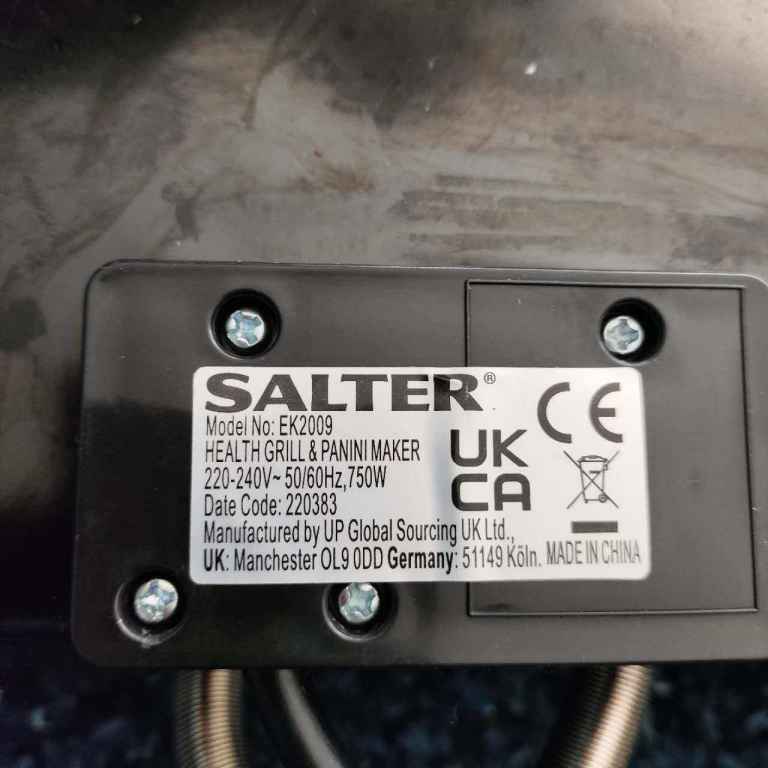 SALTER®
Model No: EK2009
HEALTH GRILL & PANINI MAKER
220-240V~ 50/60Hz,750W
Date Code: 220383
Manufactured by UP Global Sourcing UK Ltd.,
UK: Manchester OL9 0DD Germany: 51149 Köln. MADE IN CHINA
UK
CA
CE